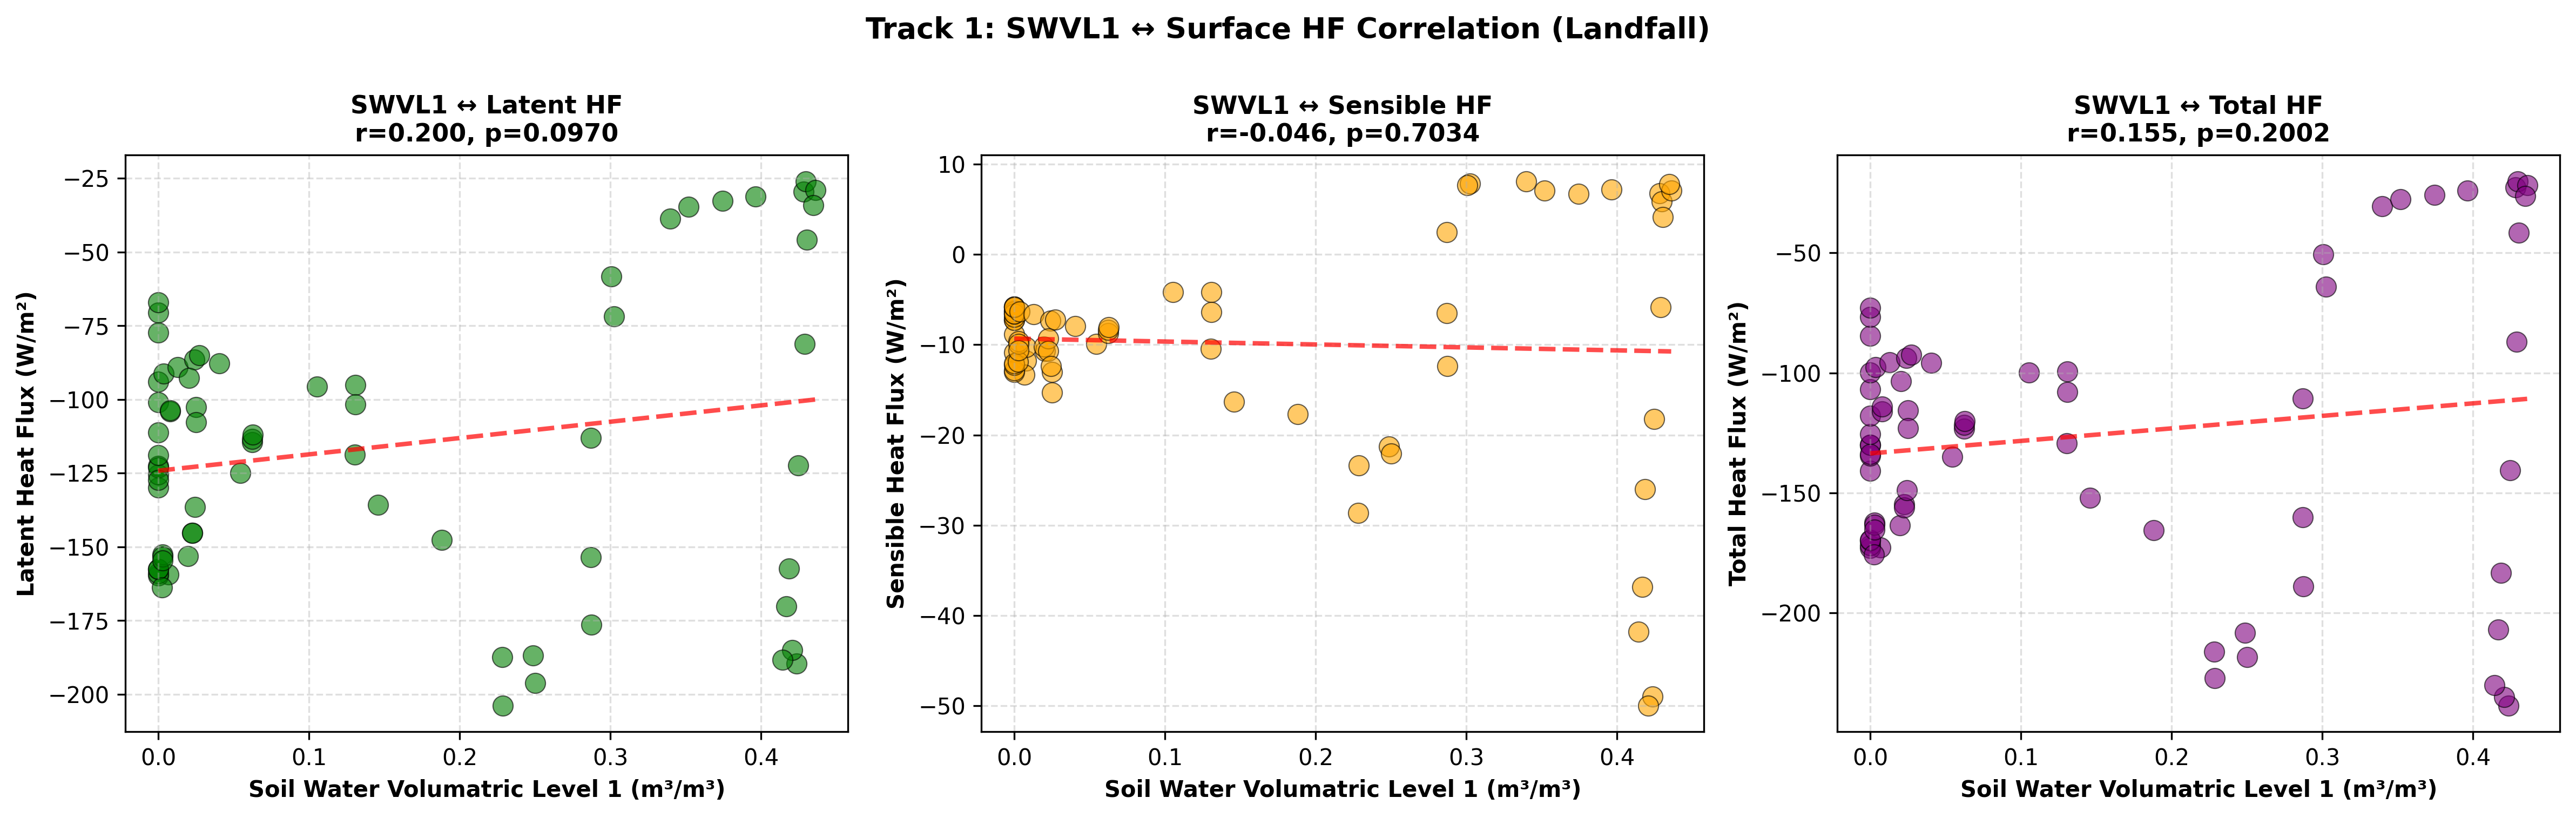 Track 1: SWVL1 ↔ Surface HF Correlation (Landfall)
SWVL1 ↔ Latent HF
r=0.200, p=0.0970
Latent Heat Flux (W/m²)
−25
−50
−75
−100
−125
−150
−175
−200
0.0 0.1 0.2 0.3 0.4
Soil Water Volumatric Level 1 (m³/m³)
SWVL1 ↔ Sensible HF
r=-0.046, p=0.7034
Sensible Heat Flux (W/m²)
10
0
−10
−20
−30
−40
−50
0.0 0.1 0.2 0.3 0.4
Soil Water Volumatric Level 1 (m³/m³)
SWVL1 ↔ Total HF
r=0.155, p=0.2002
Total Heat Flux (W/m²)
−50
−100
−150
−200
0.0 0.1 0.2 0.3 0.4
Soil Water Volumatric Level 1 (m³/m³)